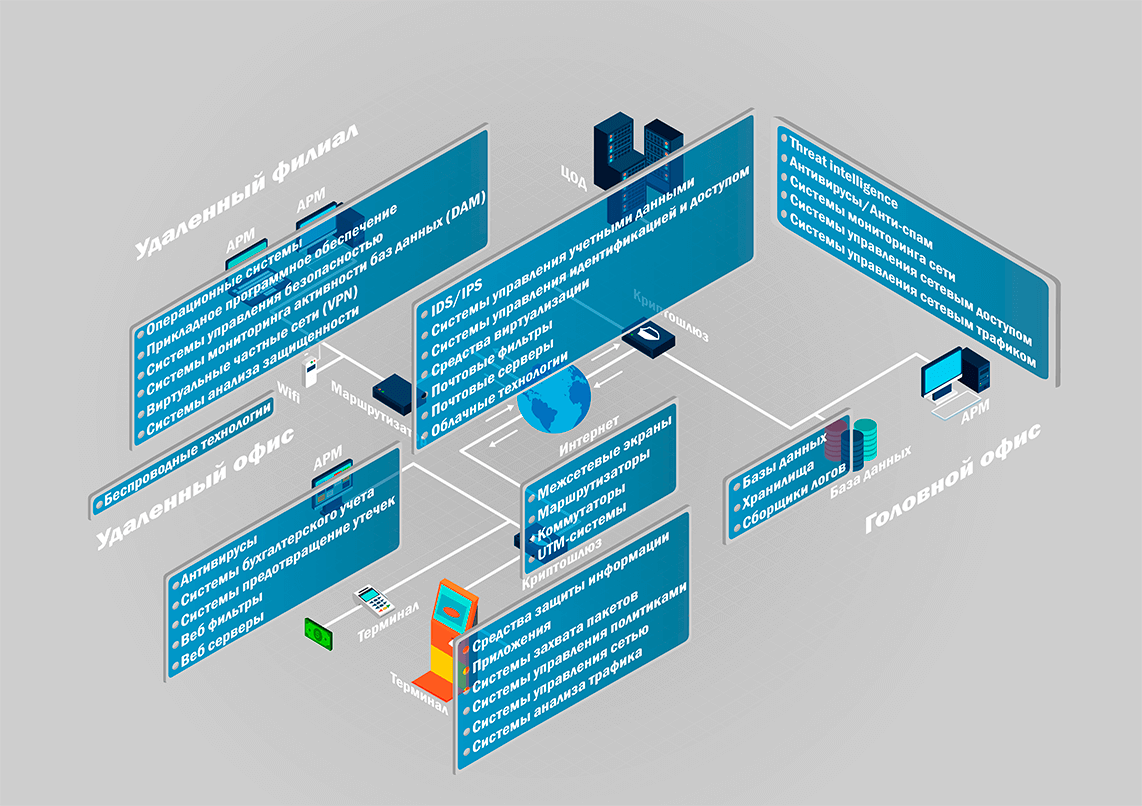 Удаленный филиал
АРМ
АРМ
Операционные системы
Прикладное программное обеспечение
Системы управления безопасностью
Системы мониторинга активности баз данных (DAM)
Виртуальные частные сети (VPN)
Системы анализа защищенности
Wifi
Маршрутизат
Беспроводные технологии
ЦОД
IDS/IPS
Системы управления учетными данными
Системы управления идентификацией и доступом
Средства виртуализации
Почтовые фильтры
Почтовые серверы
Облачные технологии
Криптошлюз
Интернет
Threat intelligence
Антивирусы/Анти-спам
Системы мониторинга сети
Системы управления сетевым доступом
Системы управления сетевым трафиком
АРМ
Головной офис
Базы данных
Хранилища
Сборщики логов
База данных
Удаленный офис
АРМ
Антивирусы
Системы бухгалтерского учета
Системы предотвращение утечек
Веб фильтры
Веб серверы
Межсетевые экраны
Маршрутизаторы
Коммутаторы
UTM-системы
Криптошлюз
Терминал
Терминал
Средства защиты информации
Приложения
Системы захвата пакетов
Системы управления политиками
Системы управления сетью
Системы анализа трафика